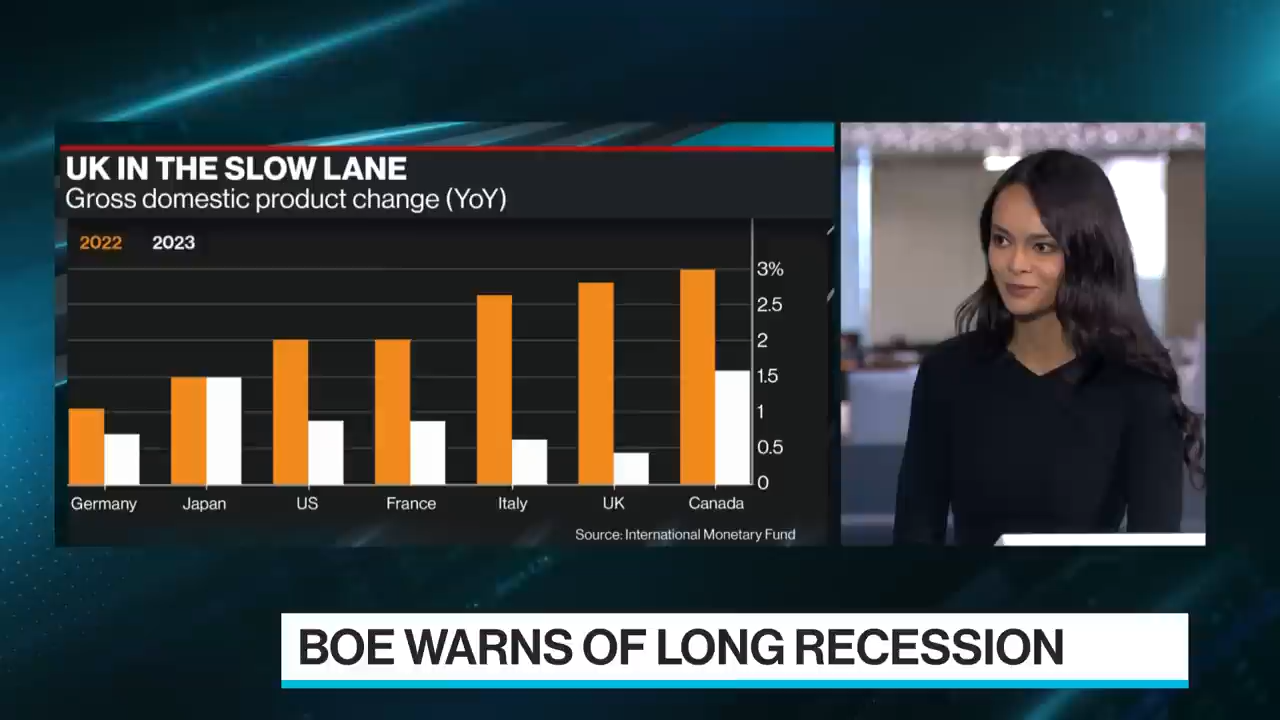 UK IN THE SLOW LANE
Gross domestic product change (YoY)
2022 2023
3%
2.5
2
1.5
1
0.5
0
Germany Japan US France Italy UK Canada
Source: International Monetary Fund
BOE WARNS OF LONG RECESSION